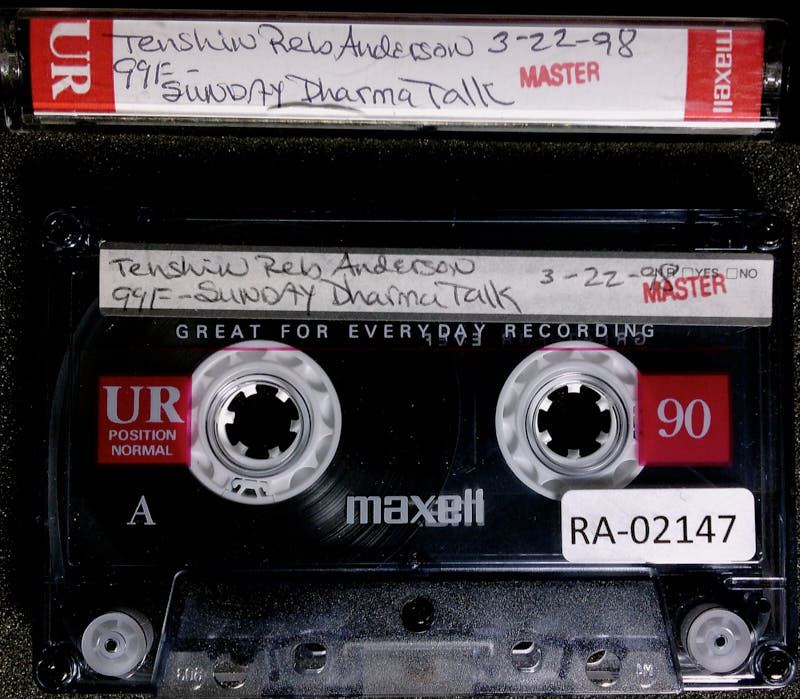 UR
Tenshin Reb Anderson 3-22-98
99F -
SUNDAY Dharma Talk
MASTER
maxell
Tenshin Reb Anderson 3-22-98
N.R. □YES □NO
99F - SUNDAY Dharma Talk
MASTER
GREAT FOR EVERYDAY RECORDING
UR
POSITION
NORMAL
90
A
maxell
RA-02147